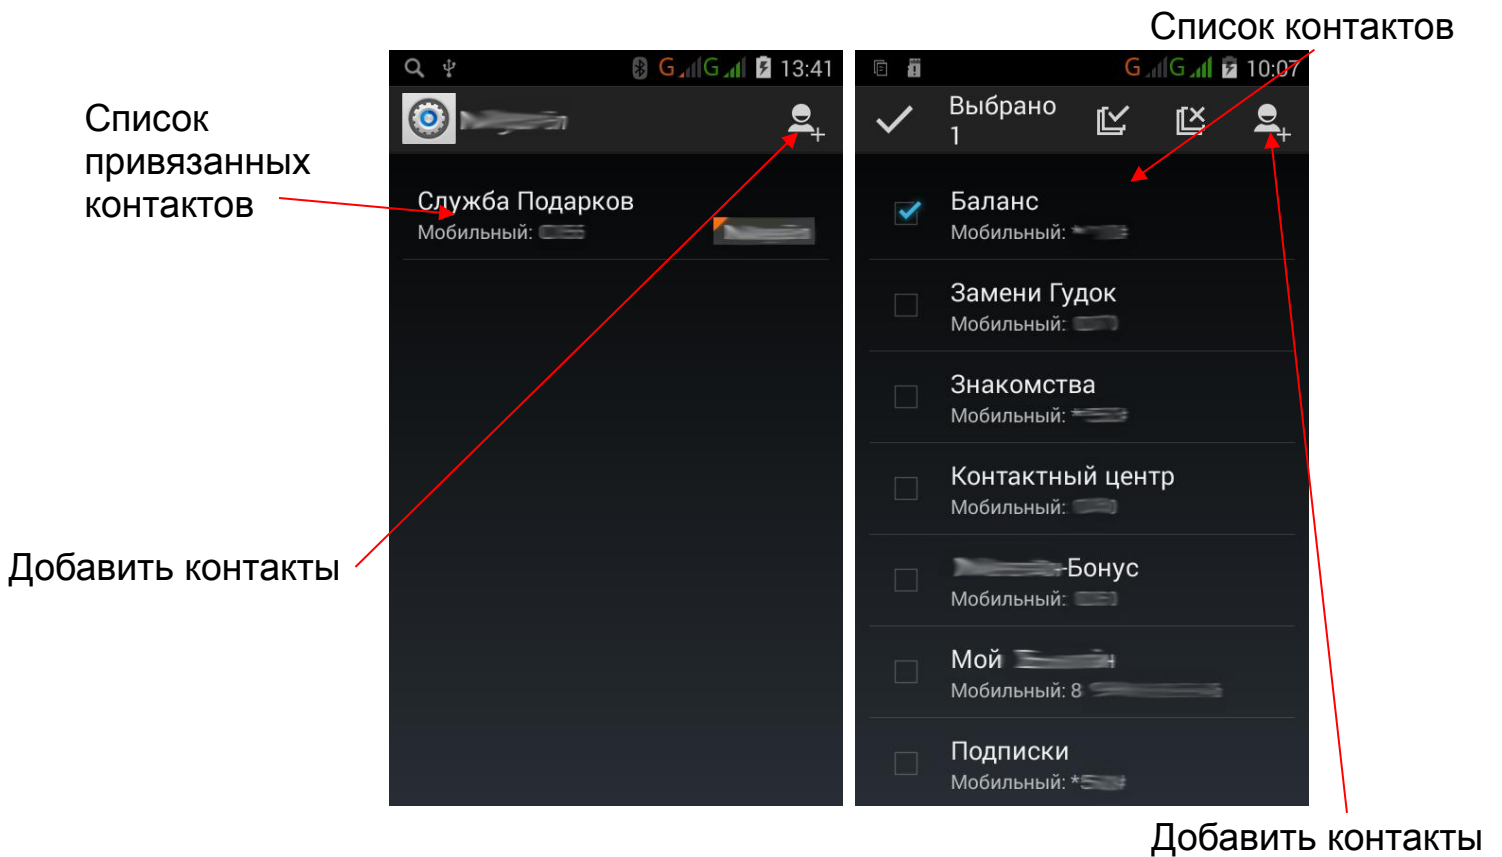 Список контактов
Список
привязанных
контактов
Добавить контакты
13:41
Служба Подарков
Мобильный:
G G 10:07
Выбрано
1
Баланс
Мобильный: *
Замени Гудок
Мобильный:
Знакомства
Мобильный: *
Контактный центр
Мобильный:
-Бонус
Мобильный:
Мой
Мобильный: 8
Подписки
Мобильный: *
Добавить контакты